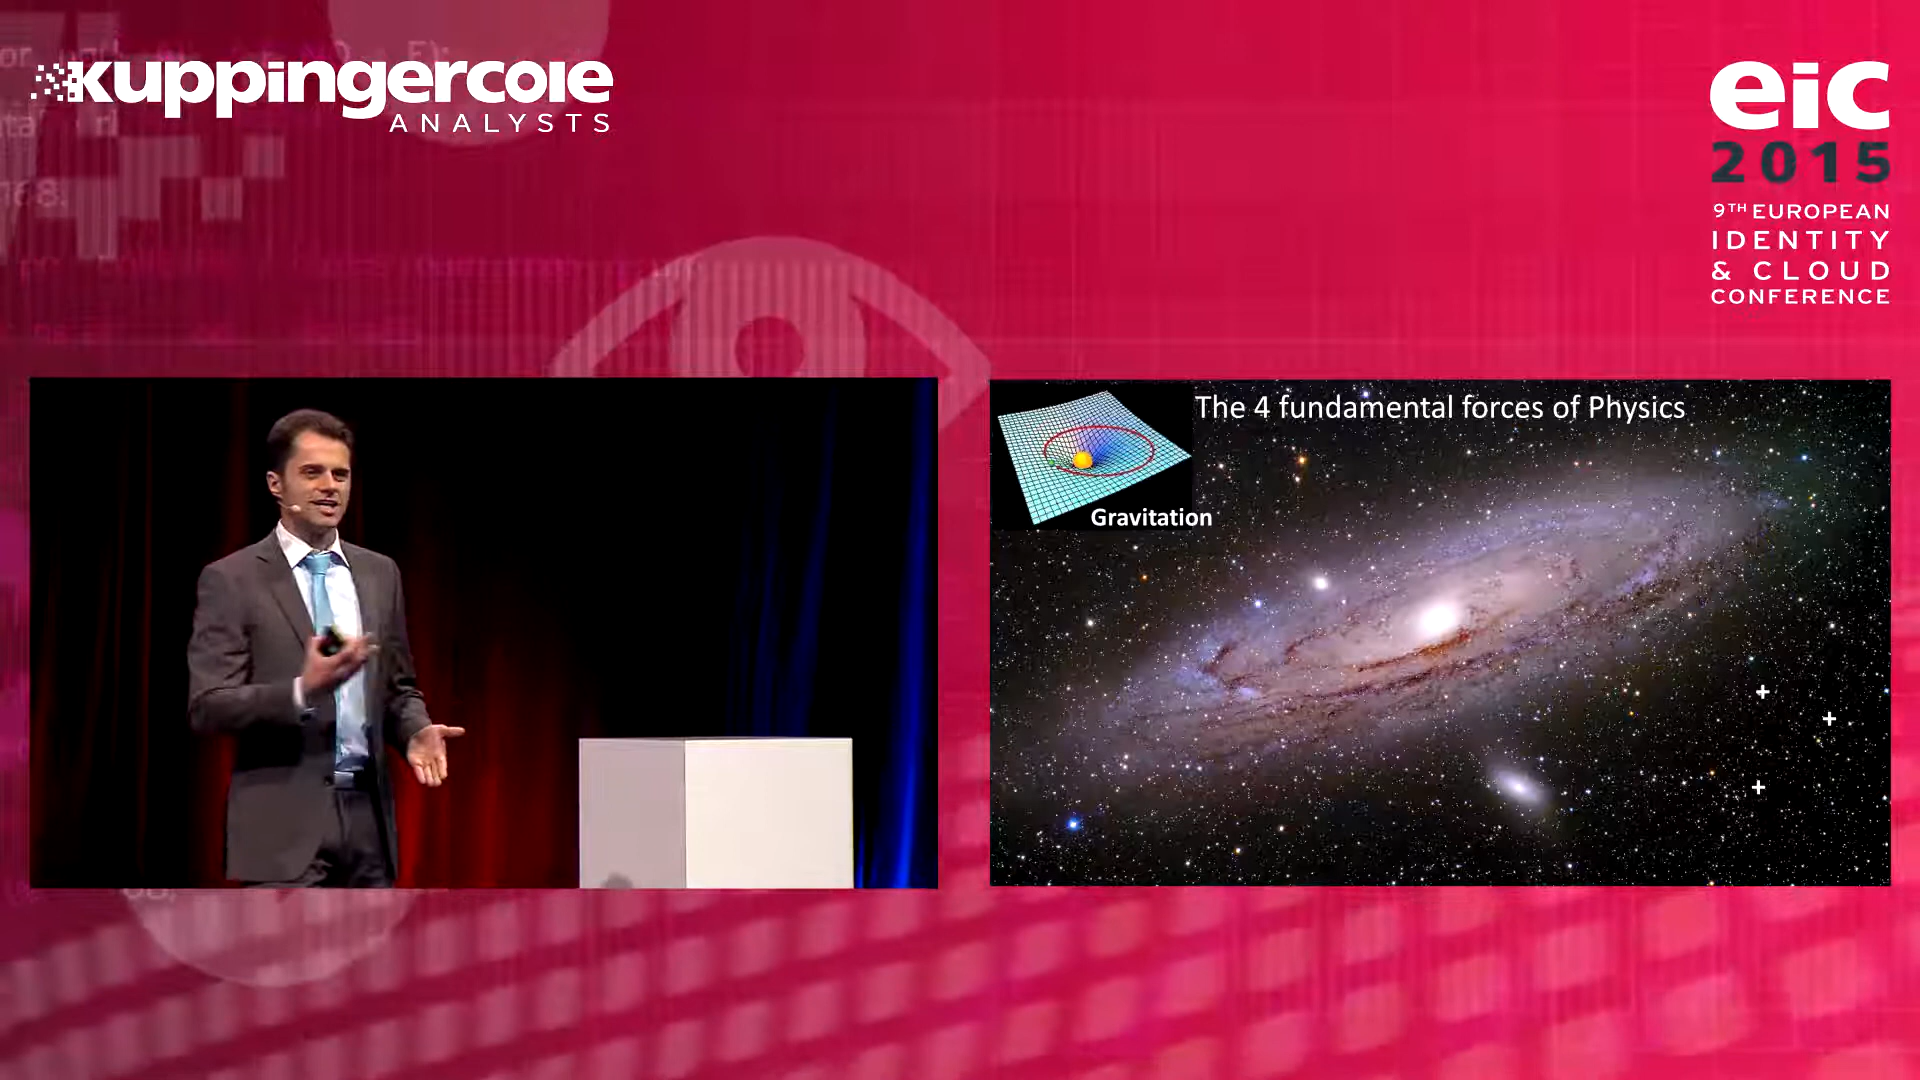 kuppingercole
ANALYSTS
eic
2015
9TH EUROPEAN
IDENTITY
& CLOUD
CONFERENCE
The 4 fundamental forces of Physics
Gravitation